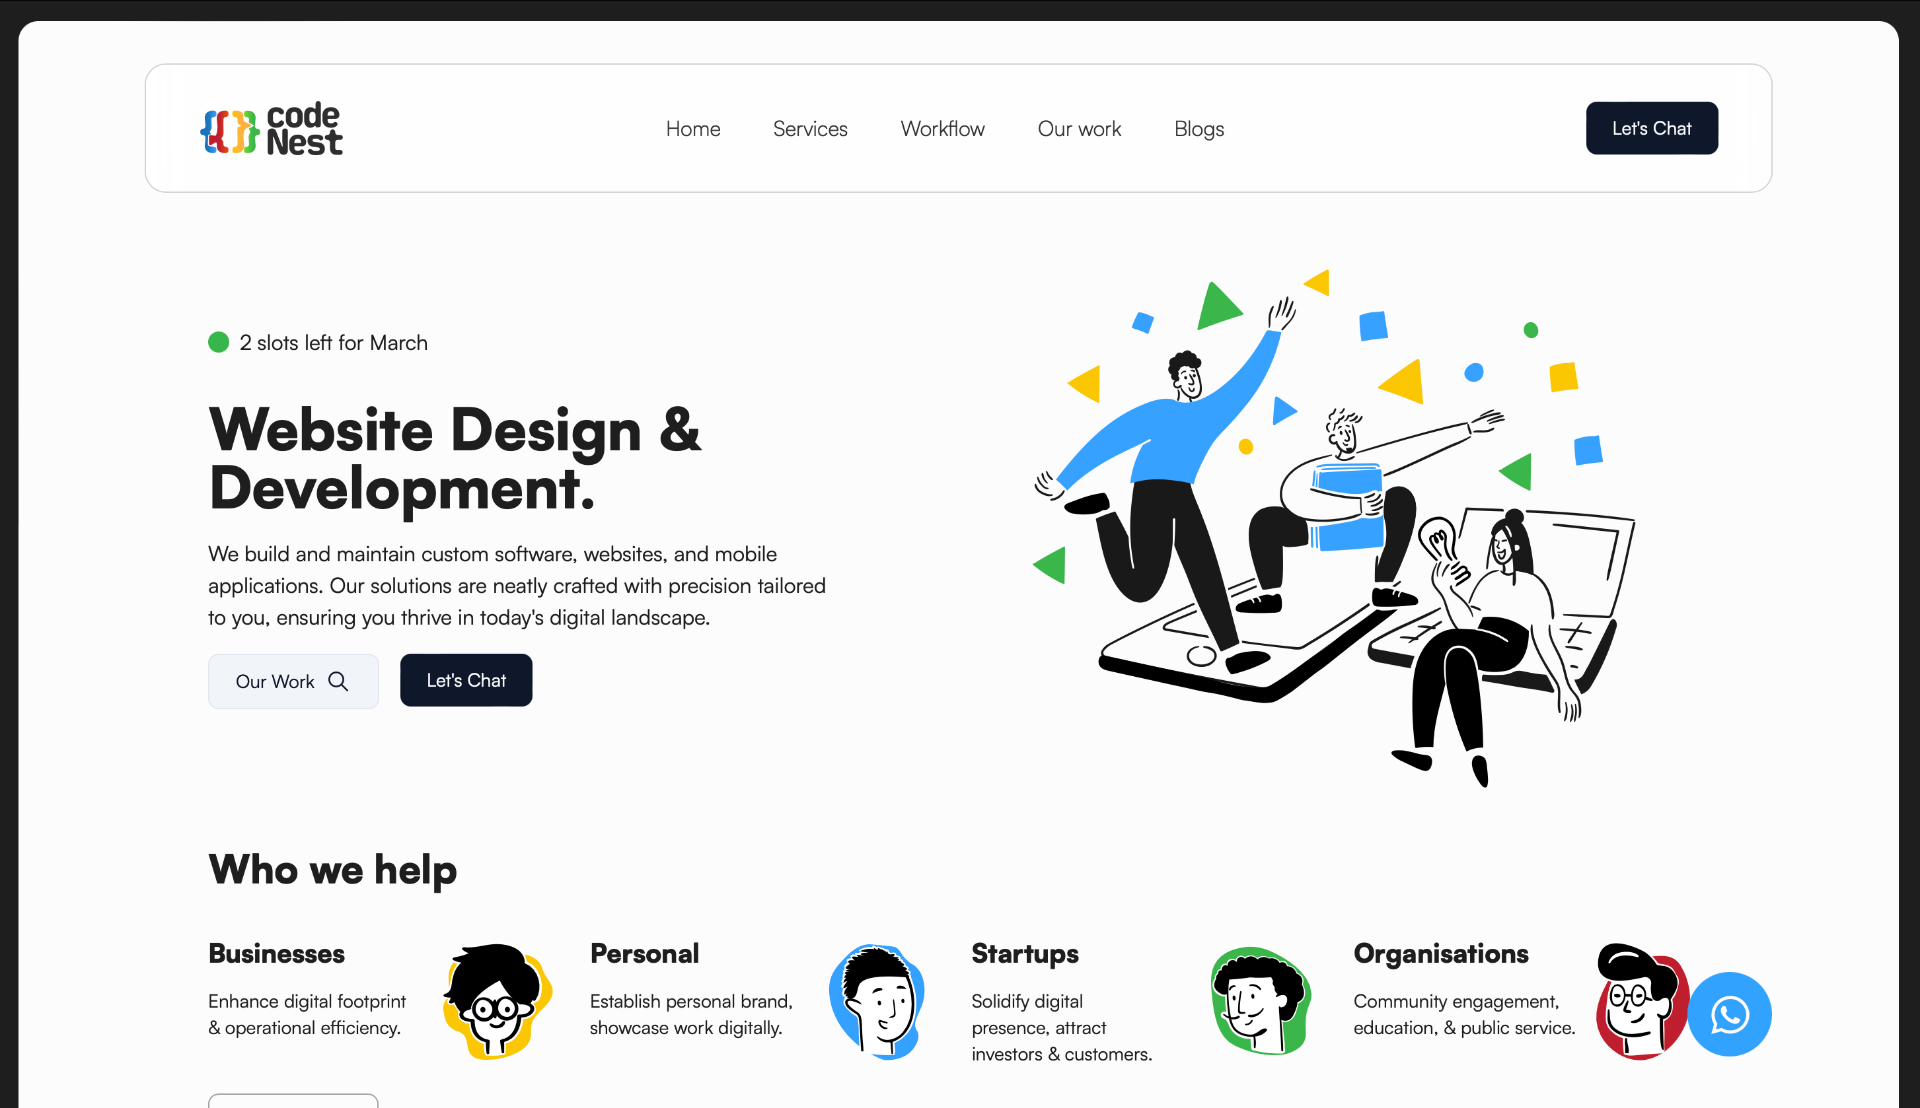 code
Nest
Home
Services
Workflow
Our work
Blogs
Let's Chat
2 slots left for March
Website Design &
Development.
We build and maintain custom software, websites, and mobile
applications. Our solutions are neatly crafted with precision tailored
to you, ensuring you thrive in today's digital landscape.
Our Work
Let's Chat
Who we help
Businesses
Enhance digital footprint
& operational efficiency.
Personal
Establish personal brand,
showcase work digitally.
Startups
Solidify digital
presence, attract
investors & customers.
Organisations
Community engagement,
education, & public service.